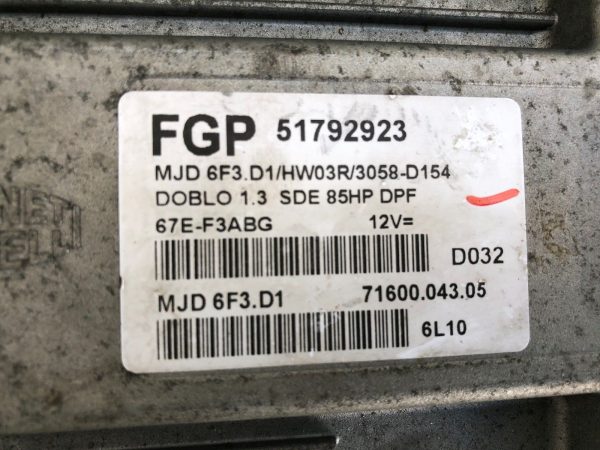 FGP 51792923
MJD 6F3.D1/HW03R/3058-D154
DOBLO 1.3 SDE 85HP DPF
67E-F3ABG 12V=
D032
MJD 6F3.D1 71600.043.05
6L10